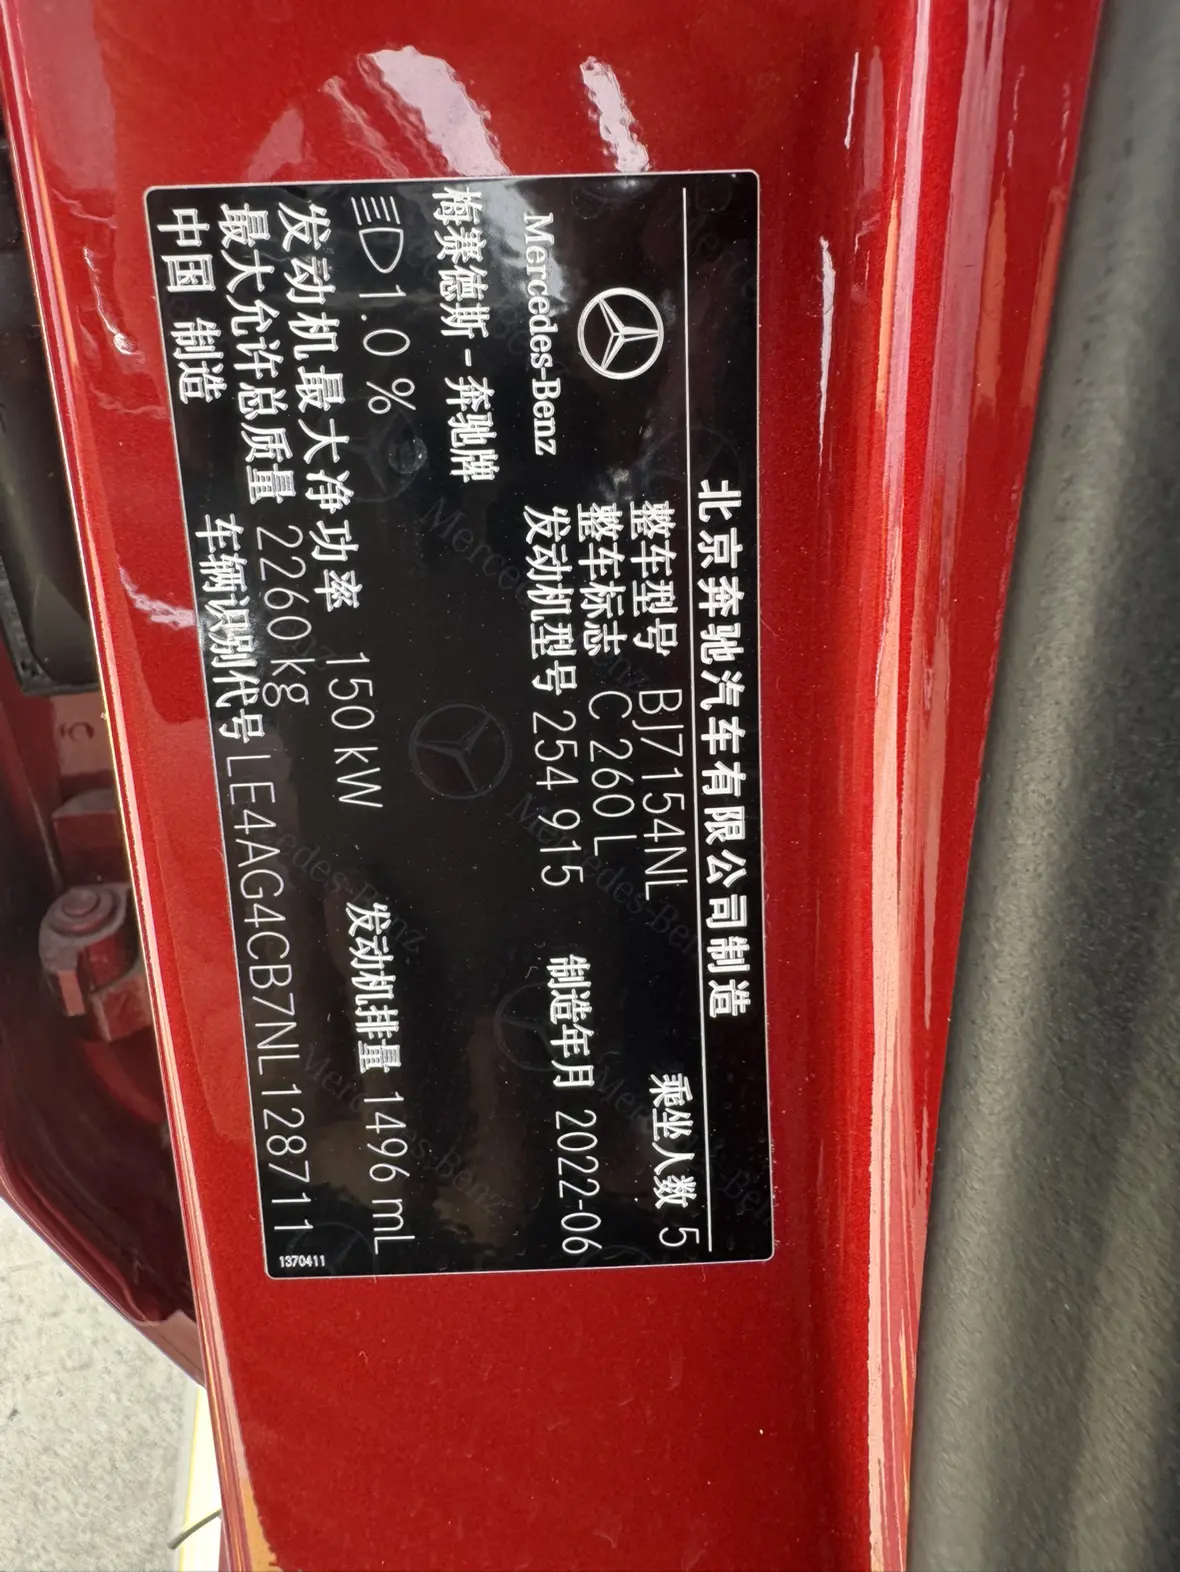 北京奔驰汽车有限公司制造
整车型号 BJ7154NL
乘坐人数 5
整车标志 C 260 L
Mercedes-Benz
发动机型号 254 915
制造年月 2022-06
梅赛德斯-奔驰牌
1.0 %
发动机排量 1496 mL
发动机最大净功率 150 kW
最大允许总质量 2260 kg
中国 制造
车辆识别代号 LE4AG4CB7NL128711
1370411